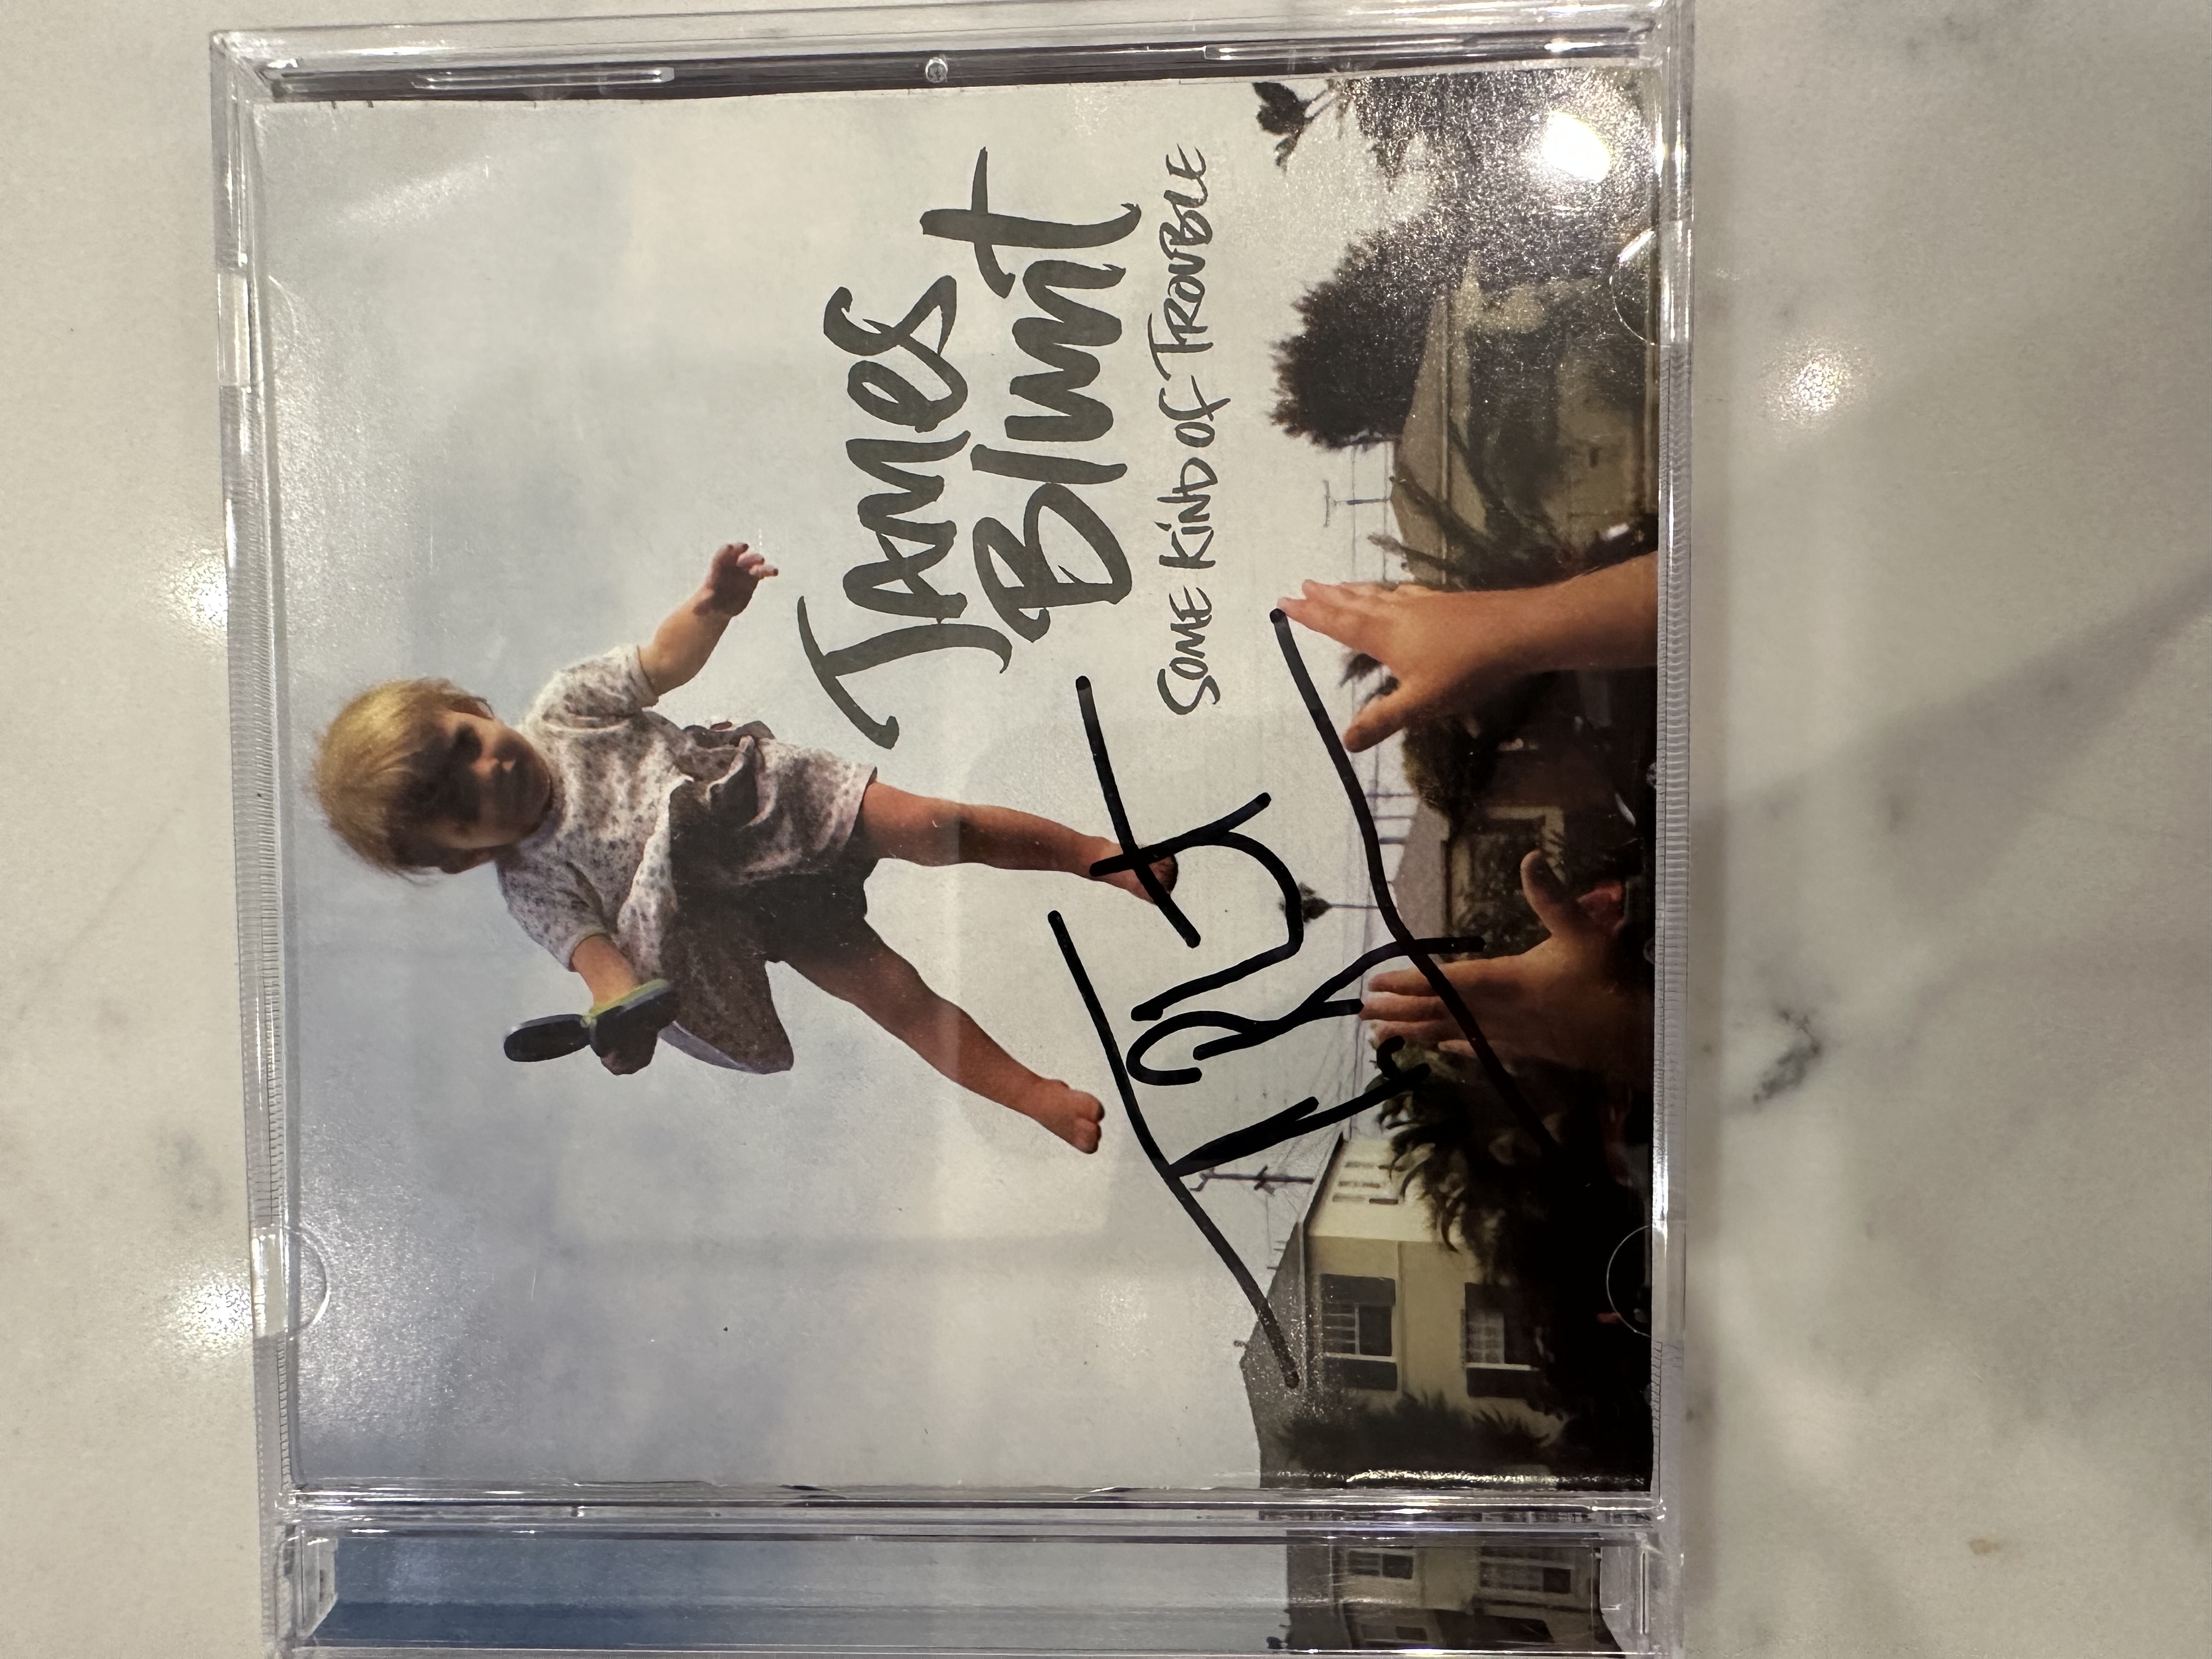 James
Blunt
SOME KIND OF TROUBLE